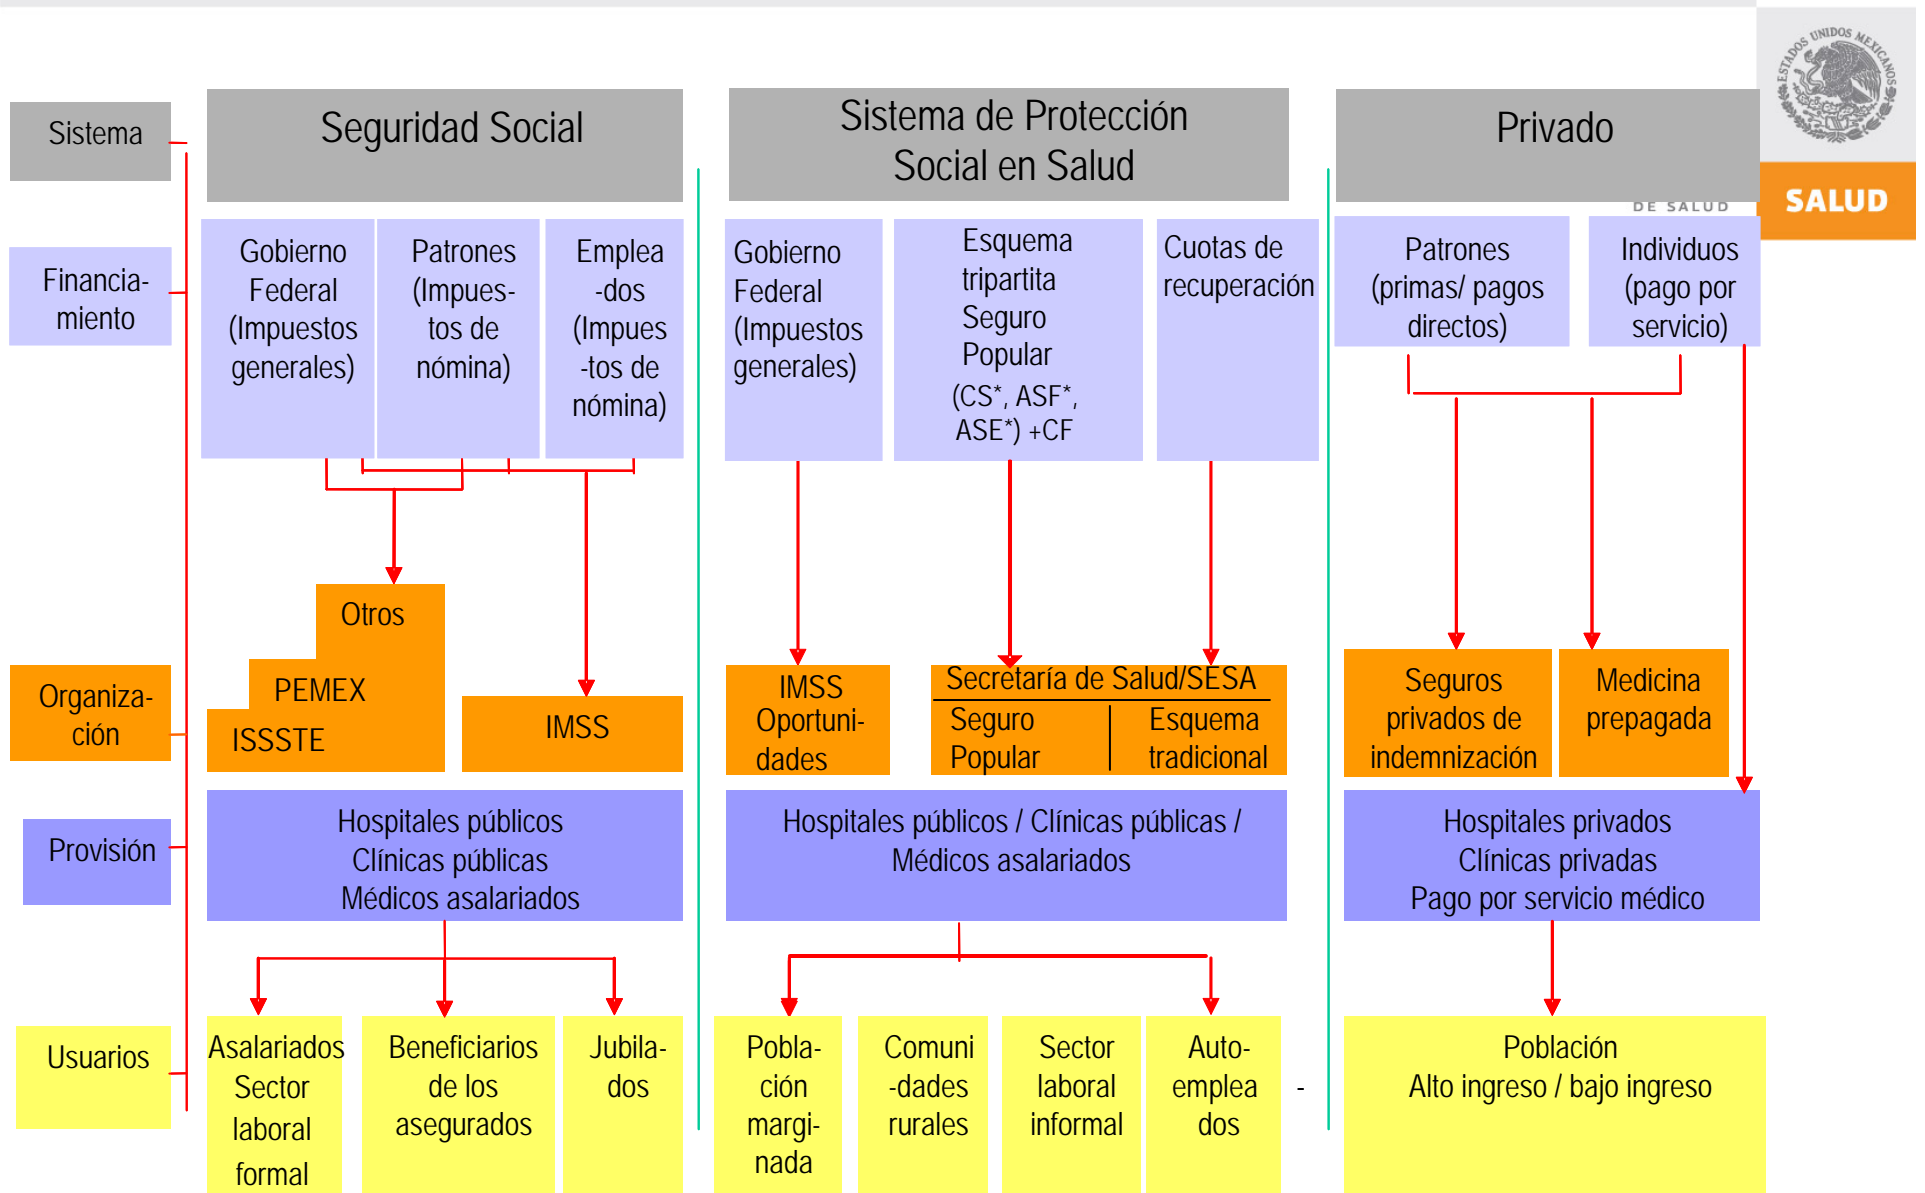 ESTADOS UNIDOS MEXICANOS
SALUD
DE SALUD
Sistema
Seguridad Social
Sistema de Protección
Social en Salud
Privado
Financia-
miento
Gobierno
Federal
(Impuestos
generales)
Patrones
(Impues-
tos de
nómina)
Emplea
-dos
(Impues
-tos de
nómina)
Gobierno
Federal
(Impuestos
generales)
Esquema
tripartita
Seguro
Popular
(CS*, ASF*,
ASE*) +CF
Cuotas de
recuperación
Patrones
(primas/ pagos
directos)
Individuos
(pago por
servicio)
Organiza-
ción
Otros
PEMEX
ISSSTE
IMSS
IMSS
Oportuni-
dades
Secretaría de Salud/SESA
Seguro
Popular
Esquema
tradicional
Seguros
privados de
indemnización
Medicina
prepagada
Provisión
Hospitales públicos
Clínicas públicas
Médicos asalariados
Hospitales públicos / Clínicas públicas /
Médicos asalariados
Hospitales privados
Clínicas privadas
Pago por servicio médico
Usuarios
Asalariados
Sector
laboral
formal
Beneficiarios
de los
asegurados
Jubila-
dos
Pobla-
ción
margi-
nada
Comuni
-dades
rurales
Sector
laboral
informal
Auto-
emplea -
dos
Población
Alto ingreso / bajo ingreso